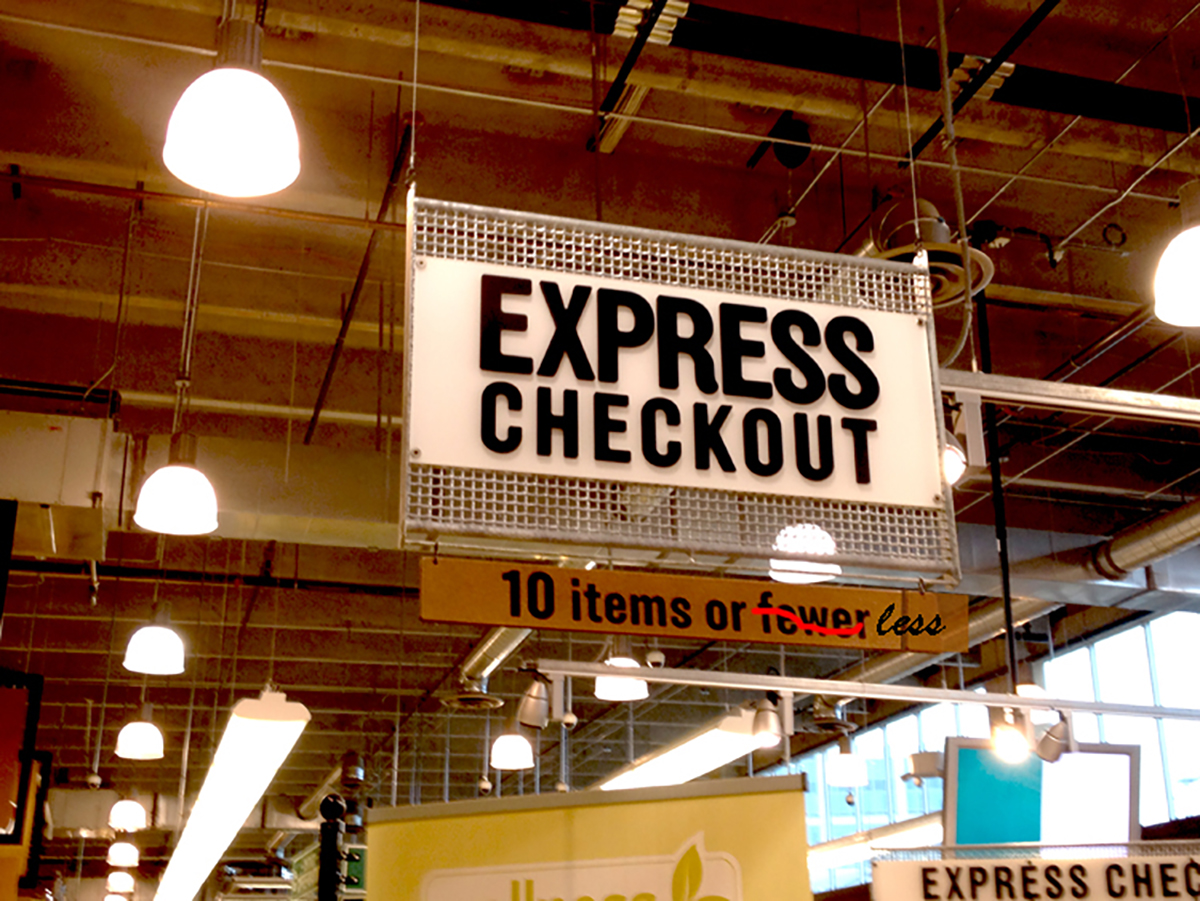 EXPRESS
CHECKOUT
10 items or fewer less
EXPRESS CHEC